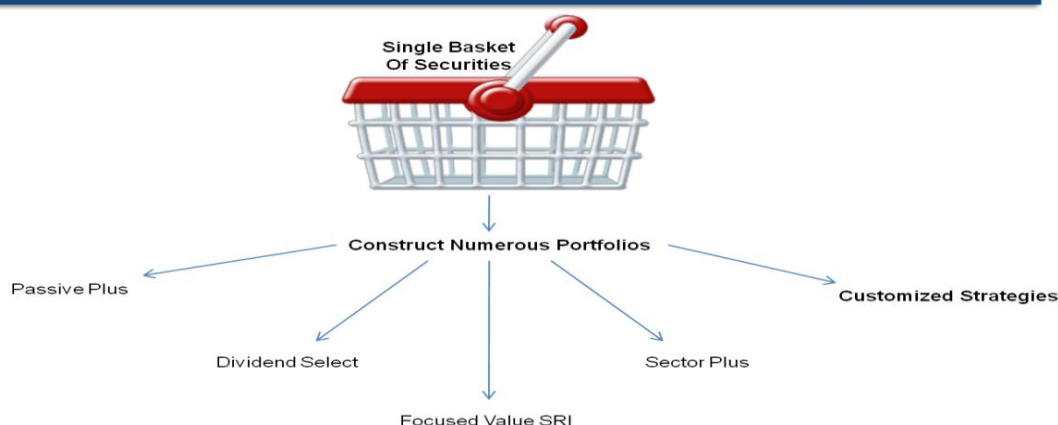 Single Basket
Of Securities
Construct Numerous Portfolios
Passive Plus
Customized Strategies
Dividend Select
Sector Plus
Focused Value SRI